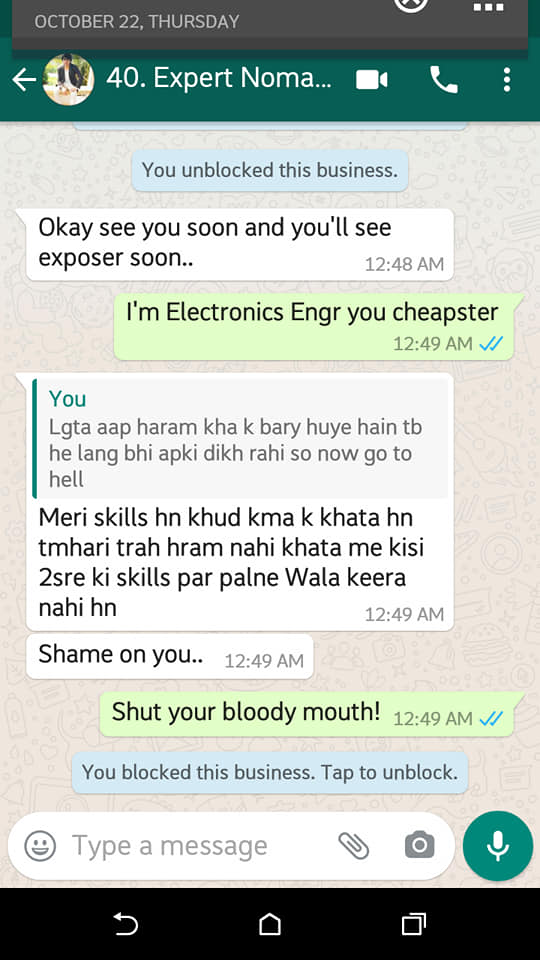 OCTOBER 22, THURSDAY
40. Expert Noma...
You unblocked this business.
Okay see you soon and you'll see
exposer soon..
12:48 AM
I'm Electronics Engr you cheapster
12:49 AM
You
Lgta aap haram kha k bary huye hain tb
he lang bhi apki dikh rahi so now go to
hell
Meri skills hn khud kma k khata hn
tmhari trah hram nahi khata me kisi
2sre ki skills par palne Wala keera
nahi hn
12:49 AM
Shame on you.. 12:49 AM
Shut your bloody mouth! 12:49 AM
You blocked this business. Tap to unblock.
Type a message